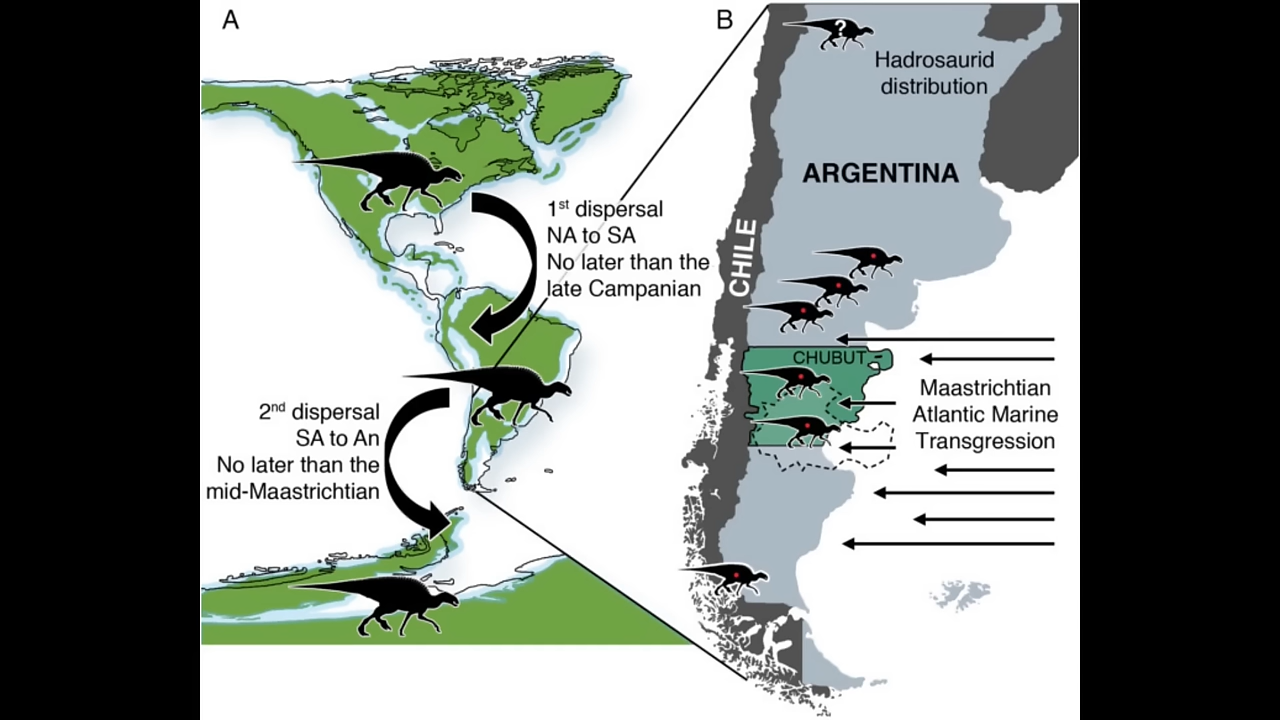 A
1st dispersal
NA to SA
No later than the
late Campanian
2nd dispersal
SA to An
No later than the
mid-Maastrichtian
B
?
Hadrosaurid
distribution
ARGENTINA
CHILE
CHUBUT
Maastrichtian
Atlantic Marine
Transgression